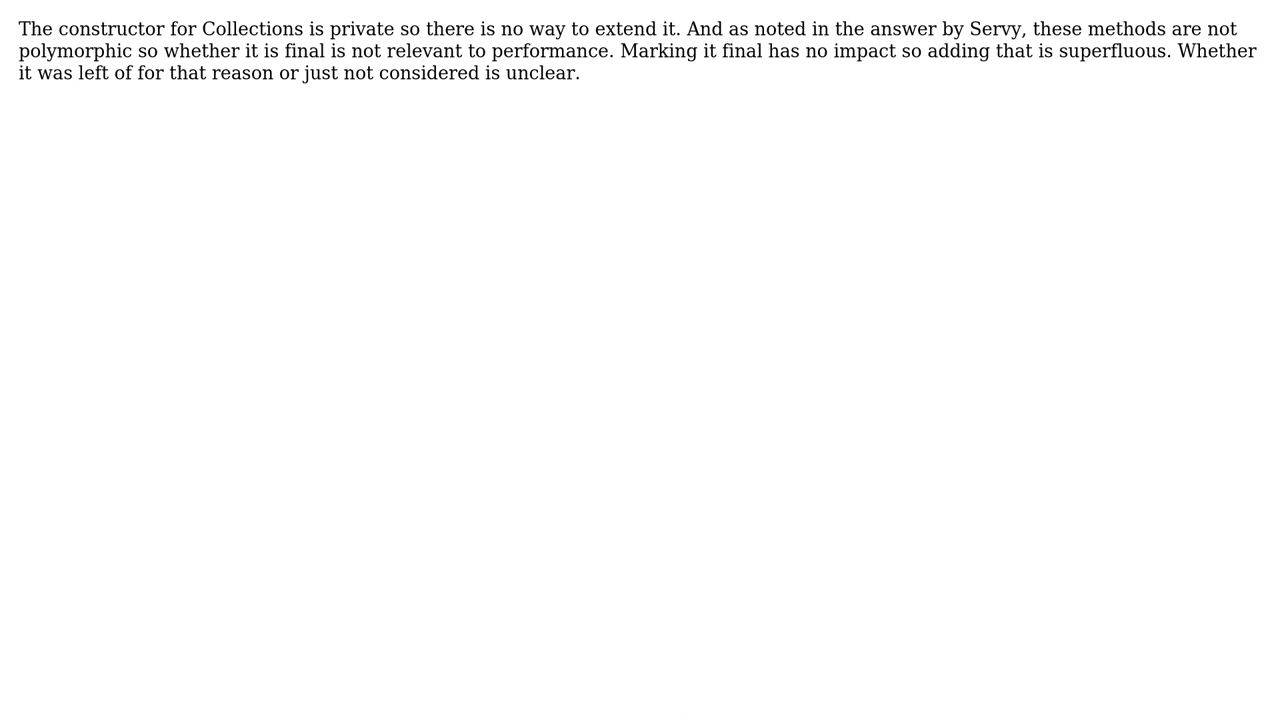 The constructor for Collections is private so there is no way to extend it. And as noted in the answer by Servy, these methods are not
polymorphic so whether it is final is not relevant to performance. Marking it final has no impact so adding that is superfluous. Whether
it was left of for that reason or just not considered is unclear.